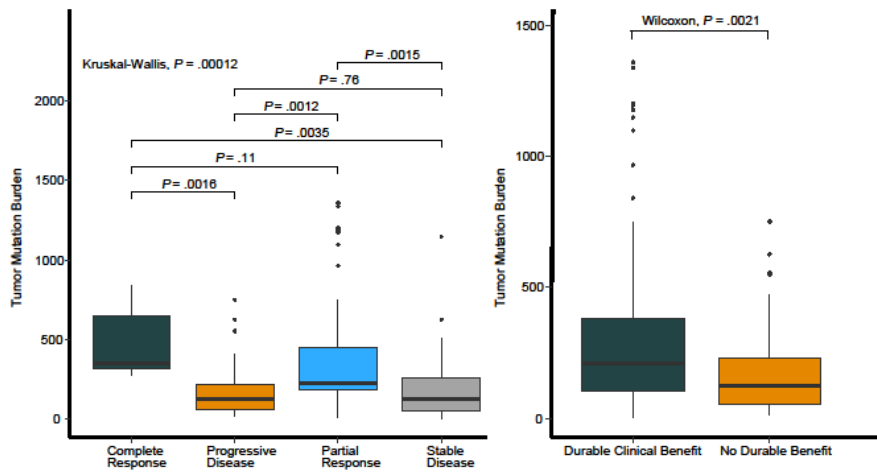 Kruskal-Wallis, P = .00012
P = .0015
P = .76
P = .0012
P = .0035
P = .11
P = .0016
Tumor Mutation Burden
2000
1500
1000
500
0
Complete
Response
Progressive
Disease
Partial
Response
Stable
Disease
Wilcoxon, P = .0021
Tumor Mutation Burden
1500
1000
500
0
Durable Clinical Benefit
No Durable Benefit